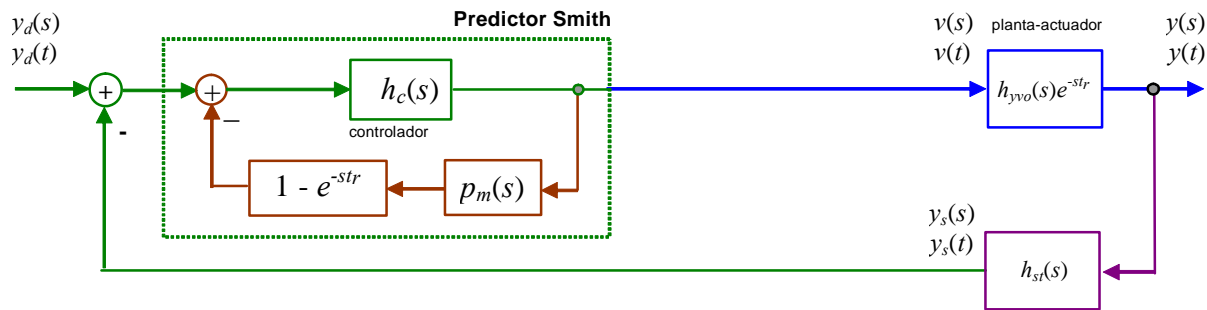 Predictor Smith
y_d(s)
y_d(t)
v(s)
v(t)
planta-actuador
y(s)
y(t)
+
-
+
−
h_c(s)
controlador
h_yvo(s)e^-str
1 - e^-str
p_m(s)
y_s(s)
y_s(t)
h_st(s)